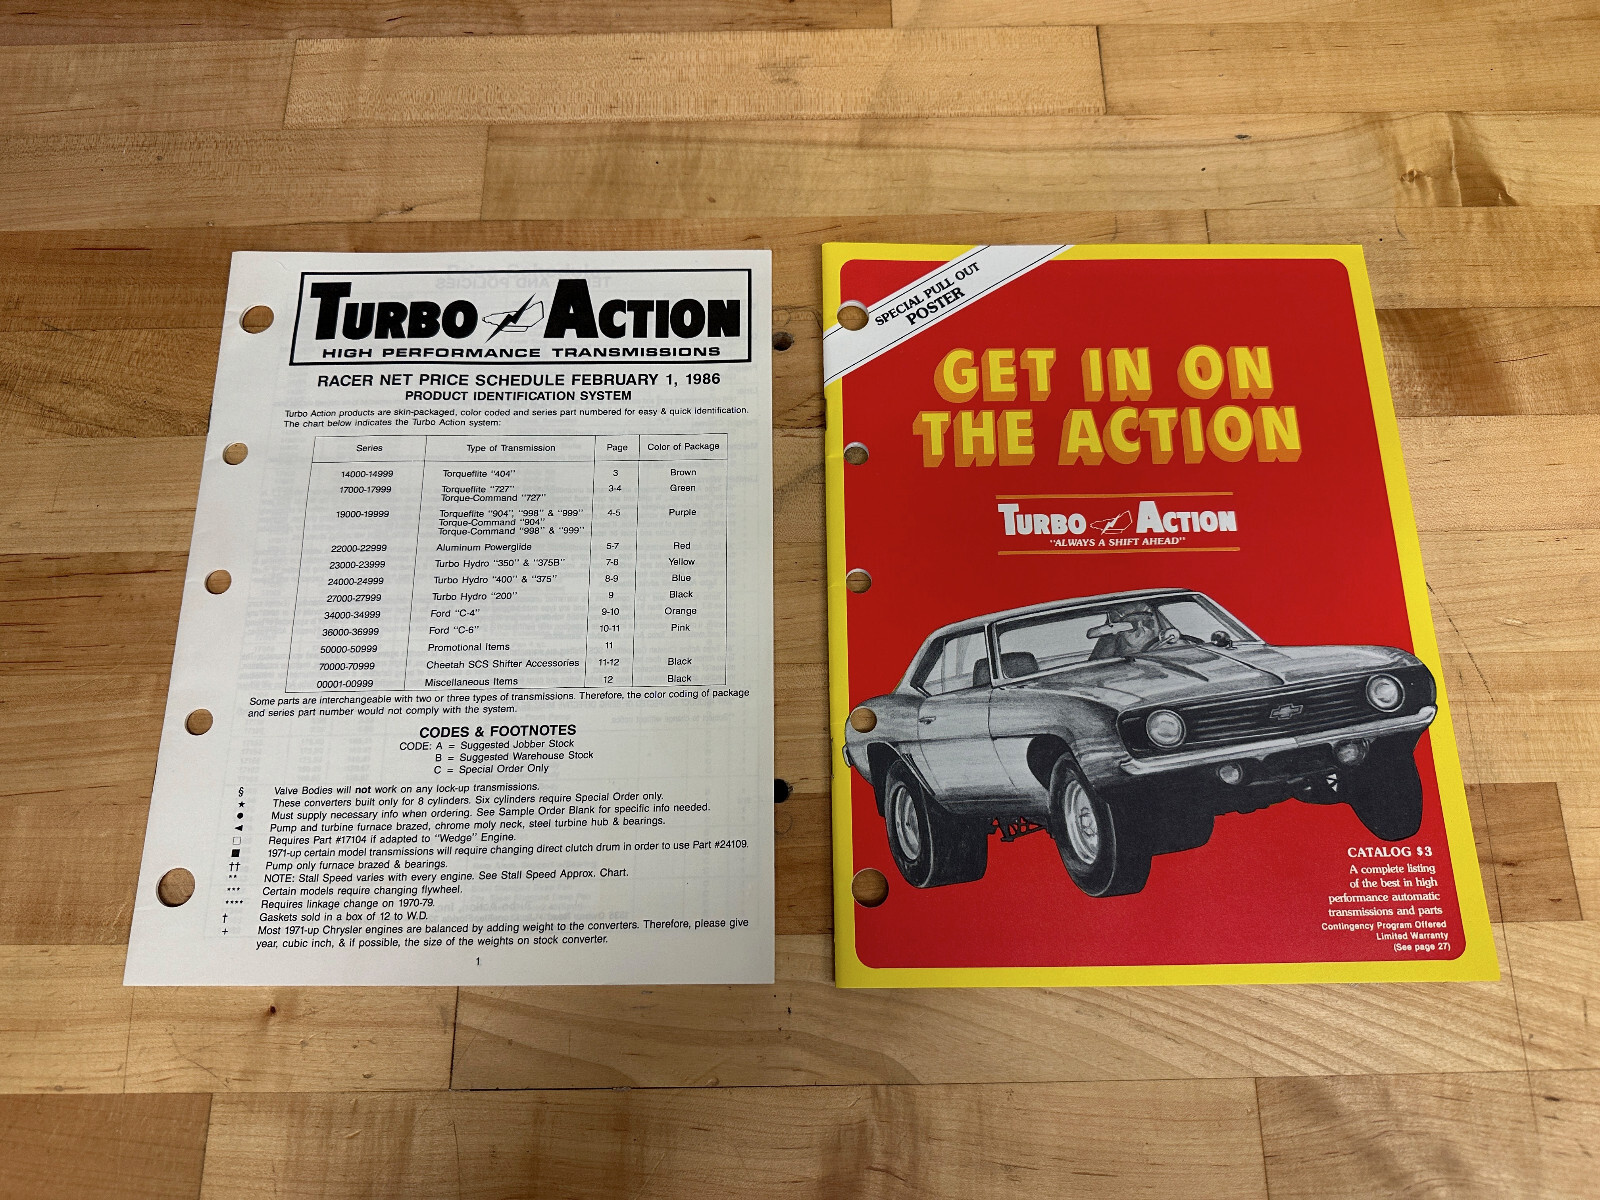 TURBO ACTION
HIGH PERFORMANCE TRANSMISSIONS
RACER NET PRICE SCHEDULE FEBRUARY 1, 1986
PRODUCT IDENTIFICATION SYSTEM
Turbo Action products are skin-packaged, color coded and series part numbered for easy & quick identification.
The chart below indicates the Turbo Action system:
Series Type of Transmission Page Color of Package
14000-14999 Torqueflite "404" 3 Brown
17000-17999 Torqueflite "727" 3-4 Green
Torque-Command "727"
19000-19999 Torqueflite "904", "998" & "999" 4-5 Purple
Torque-Command "904"
Torque-Command "998" & "999"
22000-22999 Aluminum Powerglide 5-7 Red
23000-23999 Turbo Hydro "350" & "375B" 7-8 Yellow
24000-24999 Turbo Hydro "400" & "375" 8-9 Blue
27000-27999 Turbo Hydro "200" 9 Black
34000-34999 Ford "C-4" 9-10 Orange
36000-36999 Ford "C-6" 10-11 Pink
50000-50999 Promotional Items 11
70000-70999 Cheetah SCS Shifter Accessories 11-12 Black
00001-00999 Miscellaneous Items 12 Black
Some parts are interchangeable with two or three types of transmissions. Therefore, the color coding of package
and series part number would not comply with the system.
CODES & FOOTNOTES
CODE: A = Suggested Jobber Stock
B = Suggested Warehouse Stock
C = Special Order Only
§ Valve Bodies will not work on any lock-up transmissions.
★ These converters built only for 8 cylinders. Six cylinders require Special Order only.
● Must supply necessary info when ordering. See Sample Order Blank for specific info needed.
◄ Pump and turbine furnace brazed, chrome moly neck, steel turbine hub & bearings.
□ Requires Part #17104 if adapted to "Wedge" Engine.
■ 1971-up certain model transmissions will require changing direct clutch drum in order to use Part #24109.
†† Pump only furnace brazed & bearings.
** NOTE: Stall Speed varies with every engine. See Stall Speed Approx. Chart.
*** Certain models require changing flywheel.
**** Requires linkage change on 1970-79.
† Gaskets sold in a box of 12 to W.D.
+ Most 1971-up Chrysler engines are balanced by adding weight to the converters. Therefore, please give
year, cubic inch, & if possible, the size of the weights on stock converter.
1
SPECIAL PULL OUT
POSTER
GET IN ON
THE ACTION
TURBO ACTION
"ALWAYS A SHIFT AHEAD"
CATALOG $3
A complete listing
of the best in high
performance automatic
transmissions and parts
Contingency Program Offered
Limited Warranty
(See page 27)